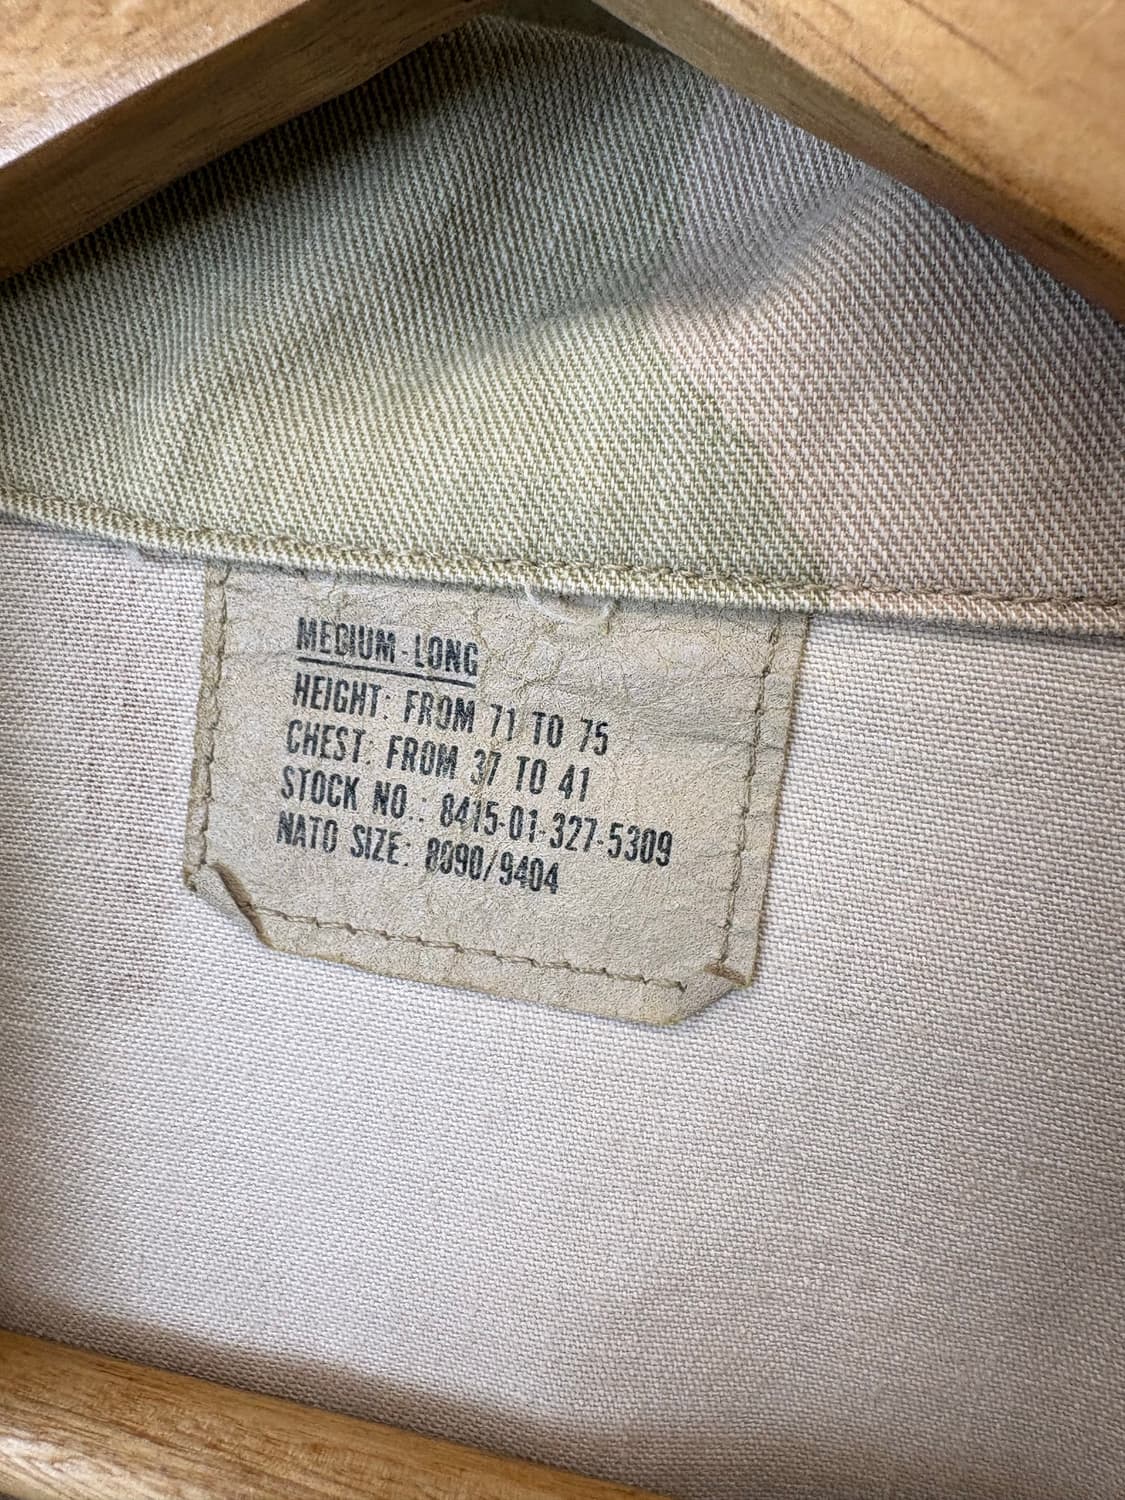 MEDIUM-LONG
HEIGHT: FROM 71 TO 75
CHEST: FROM 37 TO 41
STOCK NO.: 8415-01-327-5309
NATO SIZE: 8090/9404